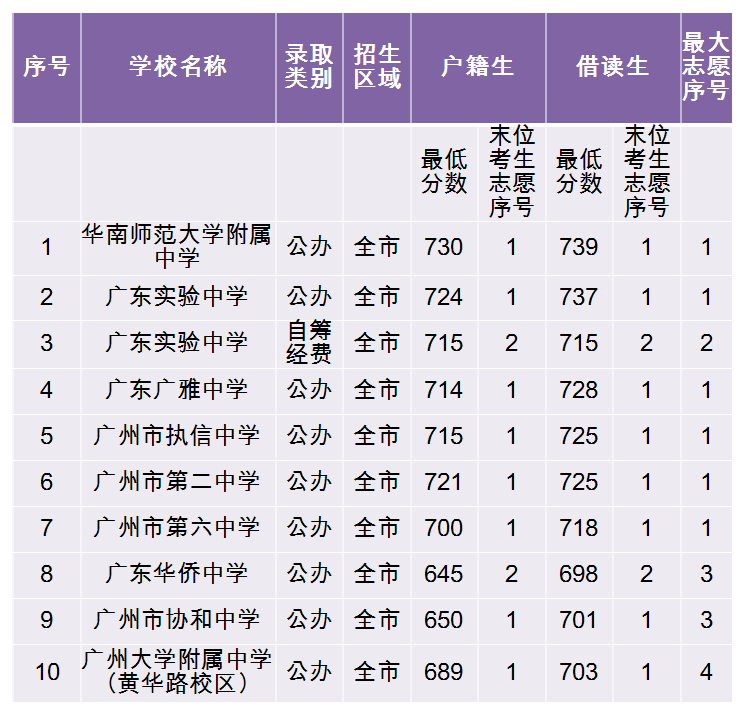 序号 学校名称 录取类别 招生区域 户籍生 借读生 最大志愿序号
最低分数 末位考生志愿序号 最低分数 末位考生志愿序号
1 华南师范大学附属中学 公办 全市 730 1 739 1 1
2 广东实验中学 公办 全市 724 1 737 1 1
3 广东实验中学 自筹经费 全市 715 2 715 2 2
4 广东广雅中学 公办 全市 714 1 728 1 1
5 广州市执信中学 公办 全市 715 1 725 1 1
6 广州市第二中学 公办 全市 721 1 725 1 1
7 广州市第六中学 公办 全市 700 1 718 1 1
8 广东华侨中学 公办 全市 645 2 698 2 3
9 广州市协和中学 公办 全市 650 1 701 1 3
10 广州大学附属中学（黄华路校区） 公办 全市 689 1 703 1 4